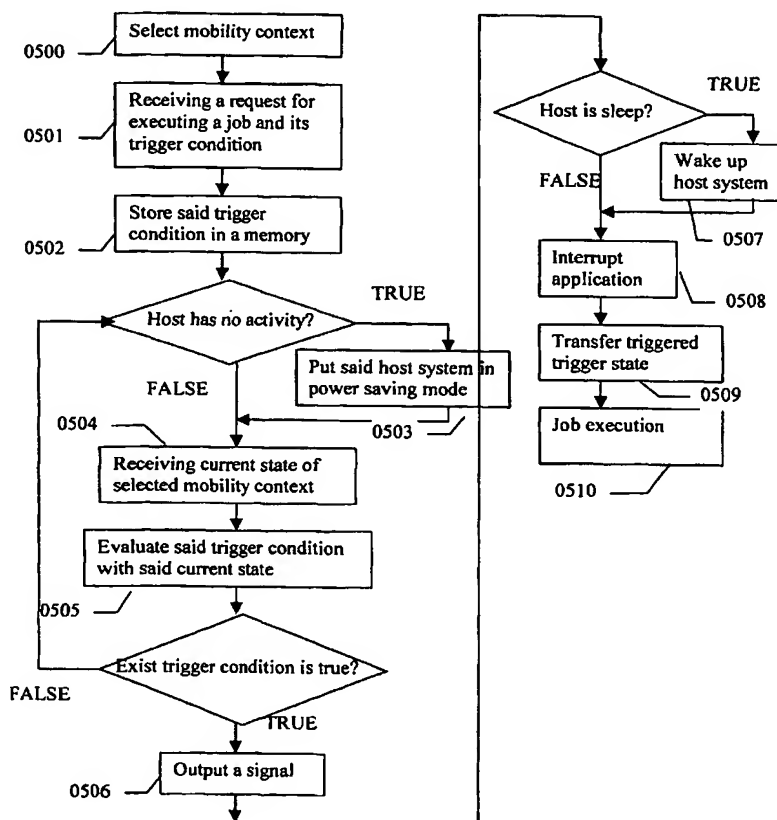 Select mobility context
0500
Receiving a request for
executing a job and its
trigger condition
0501
Store said trigger
condition in a memory
0502
Host has no activity?
TRUE
FALSE
Put said host system in
power saving mode
0503
0504
Receiving current state of
selected mobility context
Evaluate said trigger condition
with said current state
0505
Exist trigger condition is true?
FALSE
TRUE
Output a signal
0506
Host is sleep?
TRUE
FALSE
Wake up
host system
0507
Interrupt
application
0508
Transfer triggered
trigger state
0509
Job execution
0510